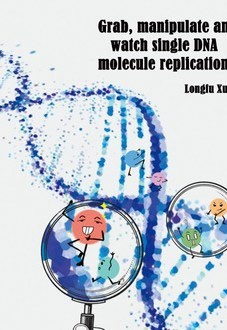 Grab, manipulate an
watch single DNA
molecule replication
Longfu Xu